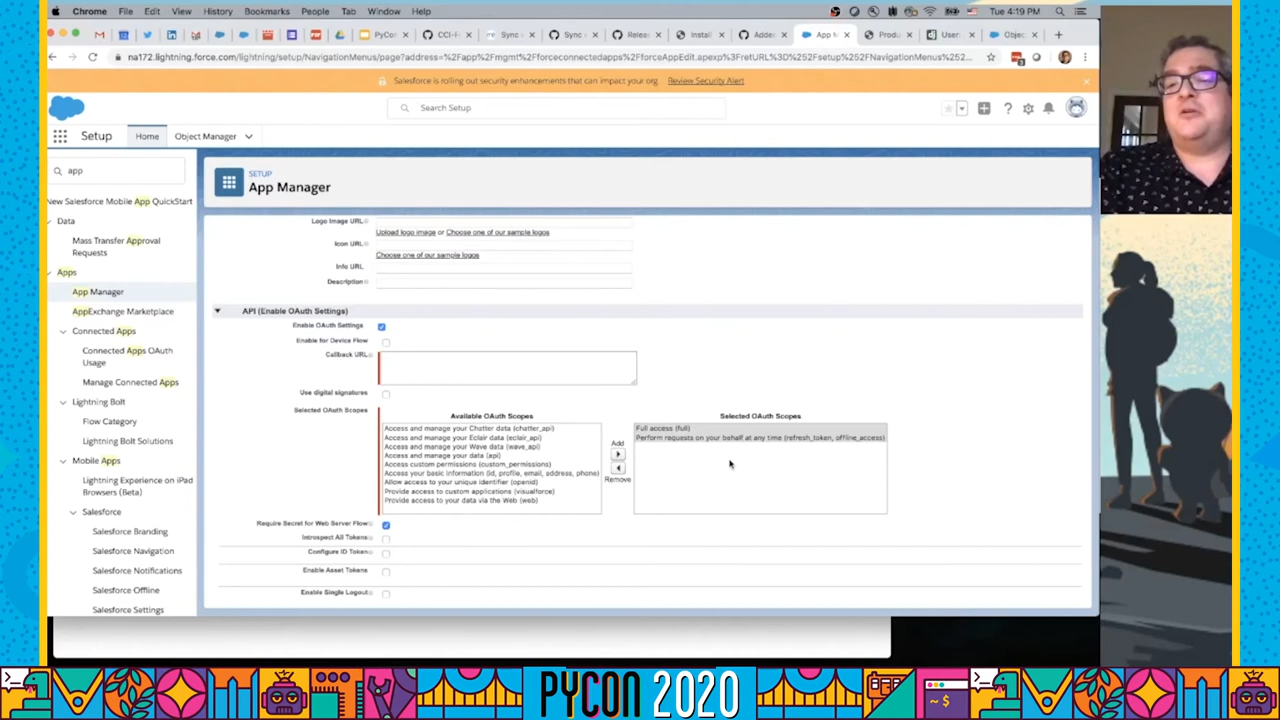 Chrome File Edit View History Bookmarks People Tab Window Help Tue 4:19 PM
PyCon CCI-F Sync Sync Relea Install Added App M Produ User Objec
na172.lightning.force.com/lightning/setup/NavigationMenus/page?address=%2Fapp%2Fmgmt%2Fforceconnectedapps%2FforceAppEdit.apexp%3FretURL%3D%252Fsetup%252FNavigationMenus%252...
Salesforce is rolling out security enhancements that can impact your org. Review Security Alert
Search Setup
Setup Home Object Manager
app
New Salesforce Mobile App QuickStart
Data
Mass Transfer Approval
Requests
Apps
App Manager
AppExchange Marketplace
Connected Apps
Connected Apps OAuth
Usage
Manage Connected Apps
Lightning Bolt
Flow Category
Lightning Bolt Solutions
Mobile Apps
Lightning Experience on iPad
Browsers (Beta)
Salesforce
Salesforce Branding
Salesforce Navigation
Salesforce Notifications
Salesforce Offline
Salesforce Settings
SETUP
App Manager
Logo Image URL
Upload logo image or Choose one of our sample logos
Icon URL
Choose one of our sample logos
Info URL
Description
API (Enable OAuth Settings)
Enable OAuth Settings
Enable for Device Flow
Callback URL
Use digital signatures
Selected OAuth Scopes
Available OAuth Scopes
Access and manage your Chatter data (chatter_api)
Access and manage your Eclair data (eclair_api)
Access and manage your Wave data (wave_api)
Access and manage your data (api)
Access custom permissions (custom_permissions)
Access your basic information (id, profile, email, address, phone)
Allow access to your unique identifier (openid)
Provide access to custom applications (visualforce)
Provide access to your data via the Web (web)
Add
Remove
Selected OAuth Scopes
Full access (full)
Perform requests on your behalf at any time (refresh_token, offline_access)
Require Secret for Web Server Flow
Introspect All Tokens
Configure ID Token
Enable Asset Tokens
Enable Single Logout
PYCON 2020
~$